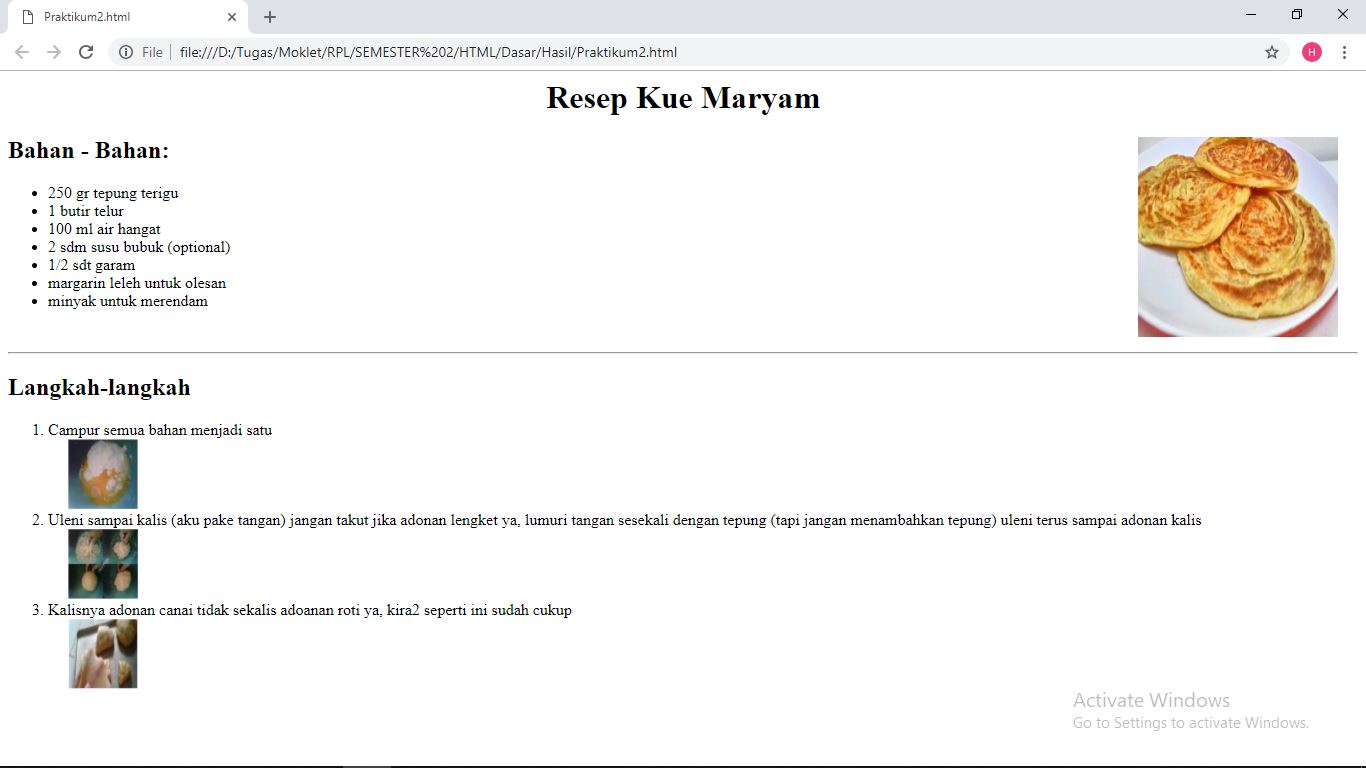 Praktikum2.html
File
file:///D:/Tugas/Moklet/RPL/SEMESTER%202/HTML/Dasar/Hasil/Praktikum2.html
H
Resep Kue Maryam
Bahan - Bahan:
250 gr tepung terigu
1 butir telur
100 ml air hangat
2 sdm susu bubuk (optional)
1/2 sdt garam
margarin leleh untuk olesan
minyak untuk merendam
Langkah-langkah
1. Campur semua bahan menjadi satu
2. Uleni sampai kalis (aku pake tangan) jangan takut jika adonan lengket ya, lumuri tangan sesekali dengan tepung (tapi jangan menambahkan tepung) uleni terus sampai adonan kalis
3. Kalisnya adonan canai tidak sekalis adoanan roti ya, kira2 seperti ini sudah cukup
Activate Windows
Go to Settings to activate Windows.